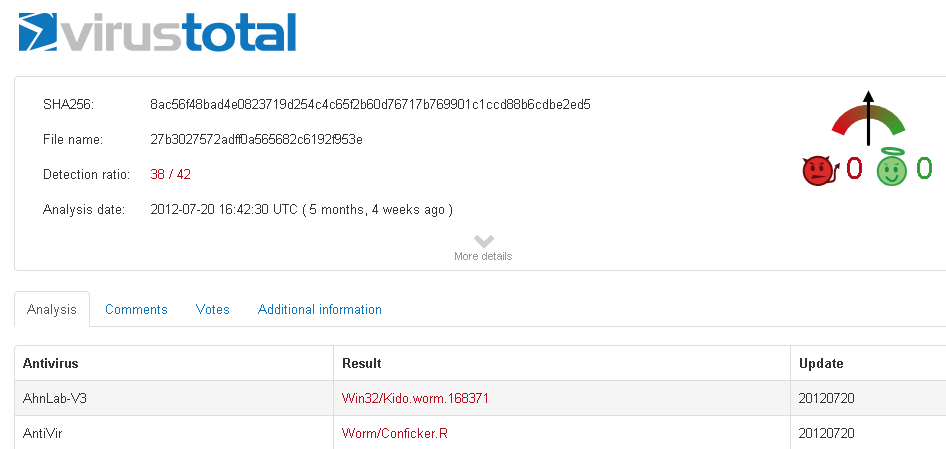 virustotal
SHA256: 8ac56f48bad4e0823719d254c4c65f2b60d76717b769901c1ccd88b6cdbe2ed5
File name: 27b3027572adff0a565682c6192f953e
Detection ratio: 38 / 42
0 0
Analysis date: 2012-07-20 16:42:30 UTC ( 5 months, 4 weeks ago )
More details
Analysis Comments Votes Additional information
Antivirus Result Update
AhnLab-V3 Win32/Kido.worm.168371 20120720
AntiVir Worm/Conficker.R 20120720